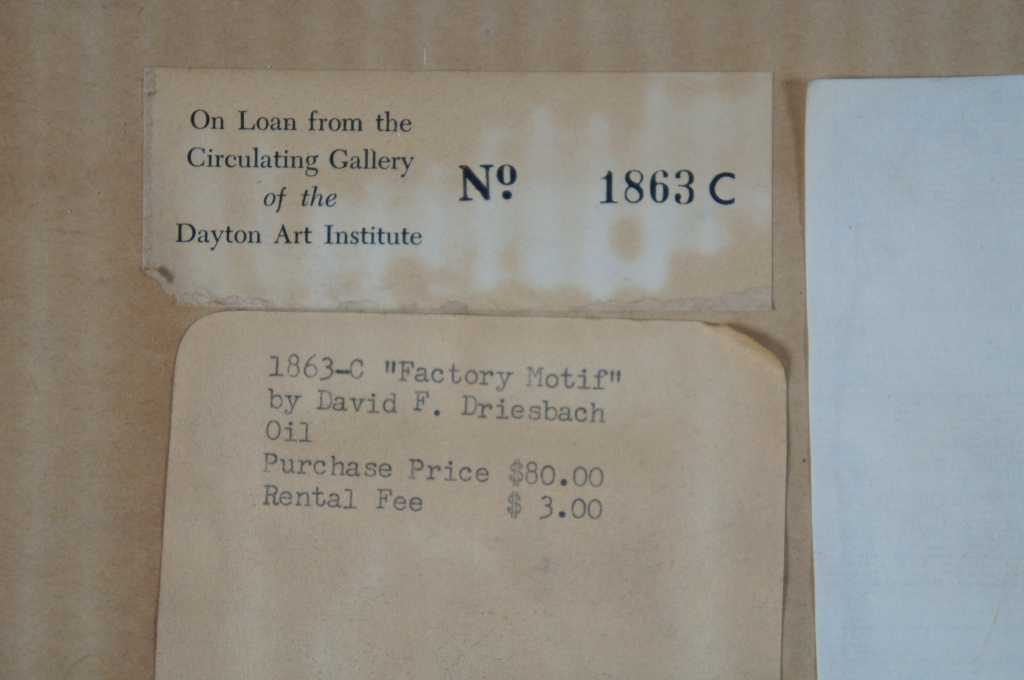 On Loan from the
Circulating Gallery
of the
Dayton Art Institute
Nº 1863 C
1863-C "Factory Motif"
by David F. Driesbach
Oil
Purchase Price $80.00
Rental Fee $ 3.00